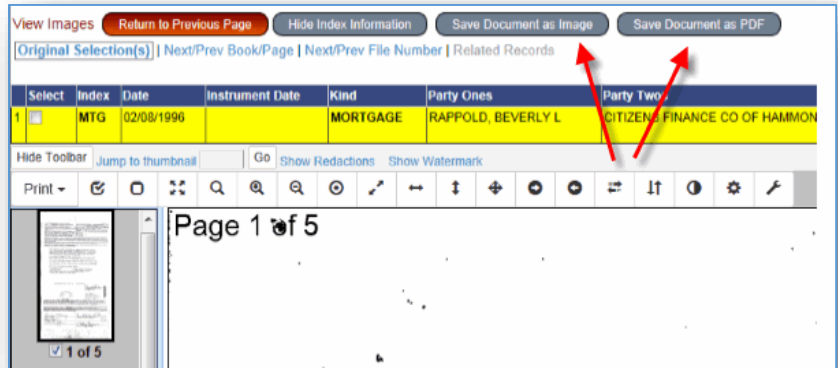 View Images Return to Previous Page Hide Index Information Save Document as Image Save Document as PDF
Original Selection(s) | Next/Prev Book/Page | Next/Prev File Number | Related Records
Select Index Date Instrument Date Kind Party Ones Party Twos
1 MTG 02/08/1996 MORTGAGE RAPPOLD, BEVERLY L CITIZENS FINANCE CO OF HAMMON
Hide Toolbar Jump to thumbnail Go Show Redactions Show Watermark
Print
Page 1 of 5
1 of 5